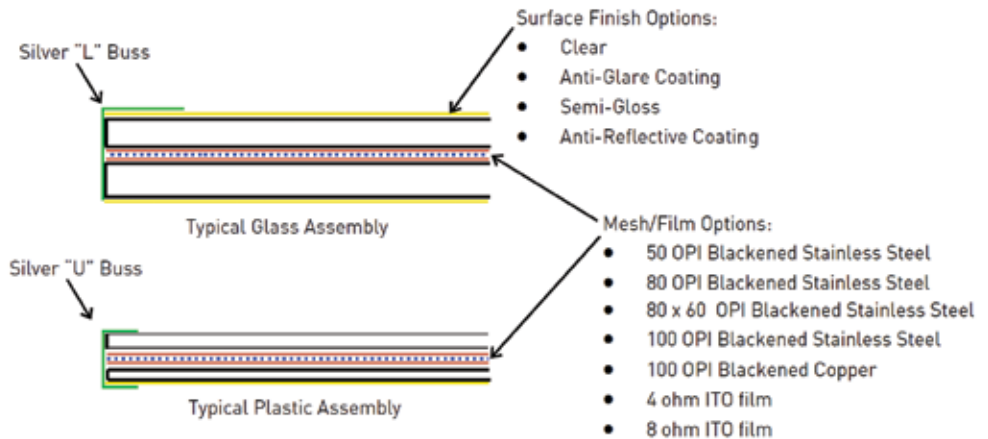 Surface Finish Options:
Silver "L" Buss
● Clear
● Anti-Glare Coating
● Semi-Gloss
● Anti-Reflective Coating
Typical Glass Assembly
Mesh/Film Options:
Silver "U" Buss
● 50 OPI Blackened Stainless Steel
● 80 OPI Blackened Stainless Steel
● 80 x 60 OPI Blackened Stainless Steel
● 100 OPI Blackened Stainless Steel
● 100 OPI Blackened Copper
● 4 ohm ITO film
● 8 ohm ITO film
Typical Plastic Assembly